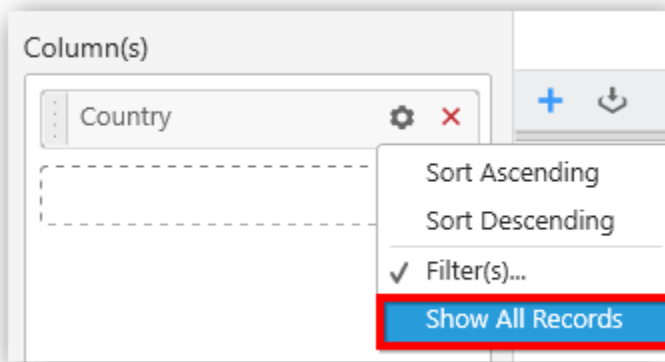 Column(s)
Country
Sort Ascending
Sort Descending
Filter(s)...
Show All Records